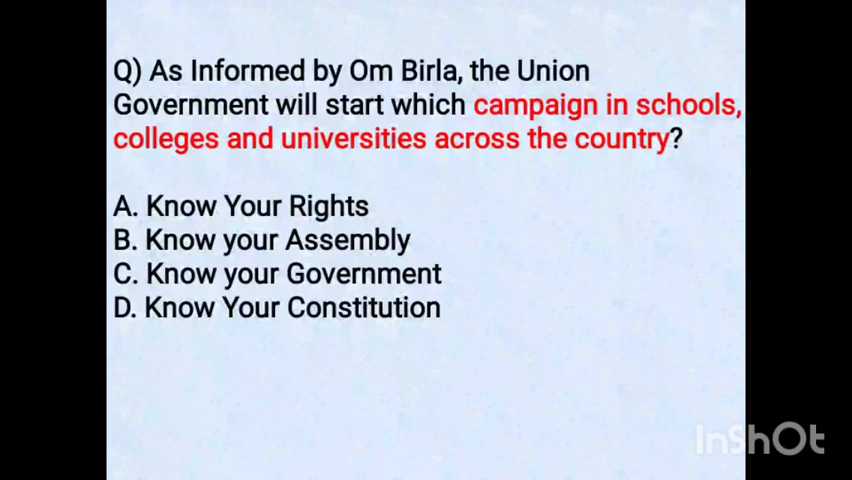 Q) As Informed by Om Birla, the Union
Government will start which campaign in schools,
colleges and universities across the country?
A. Know Your Rights
B. Know your Assembly
C. Know your Government
D. Know Your Constitution
InShOt